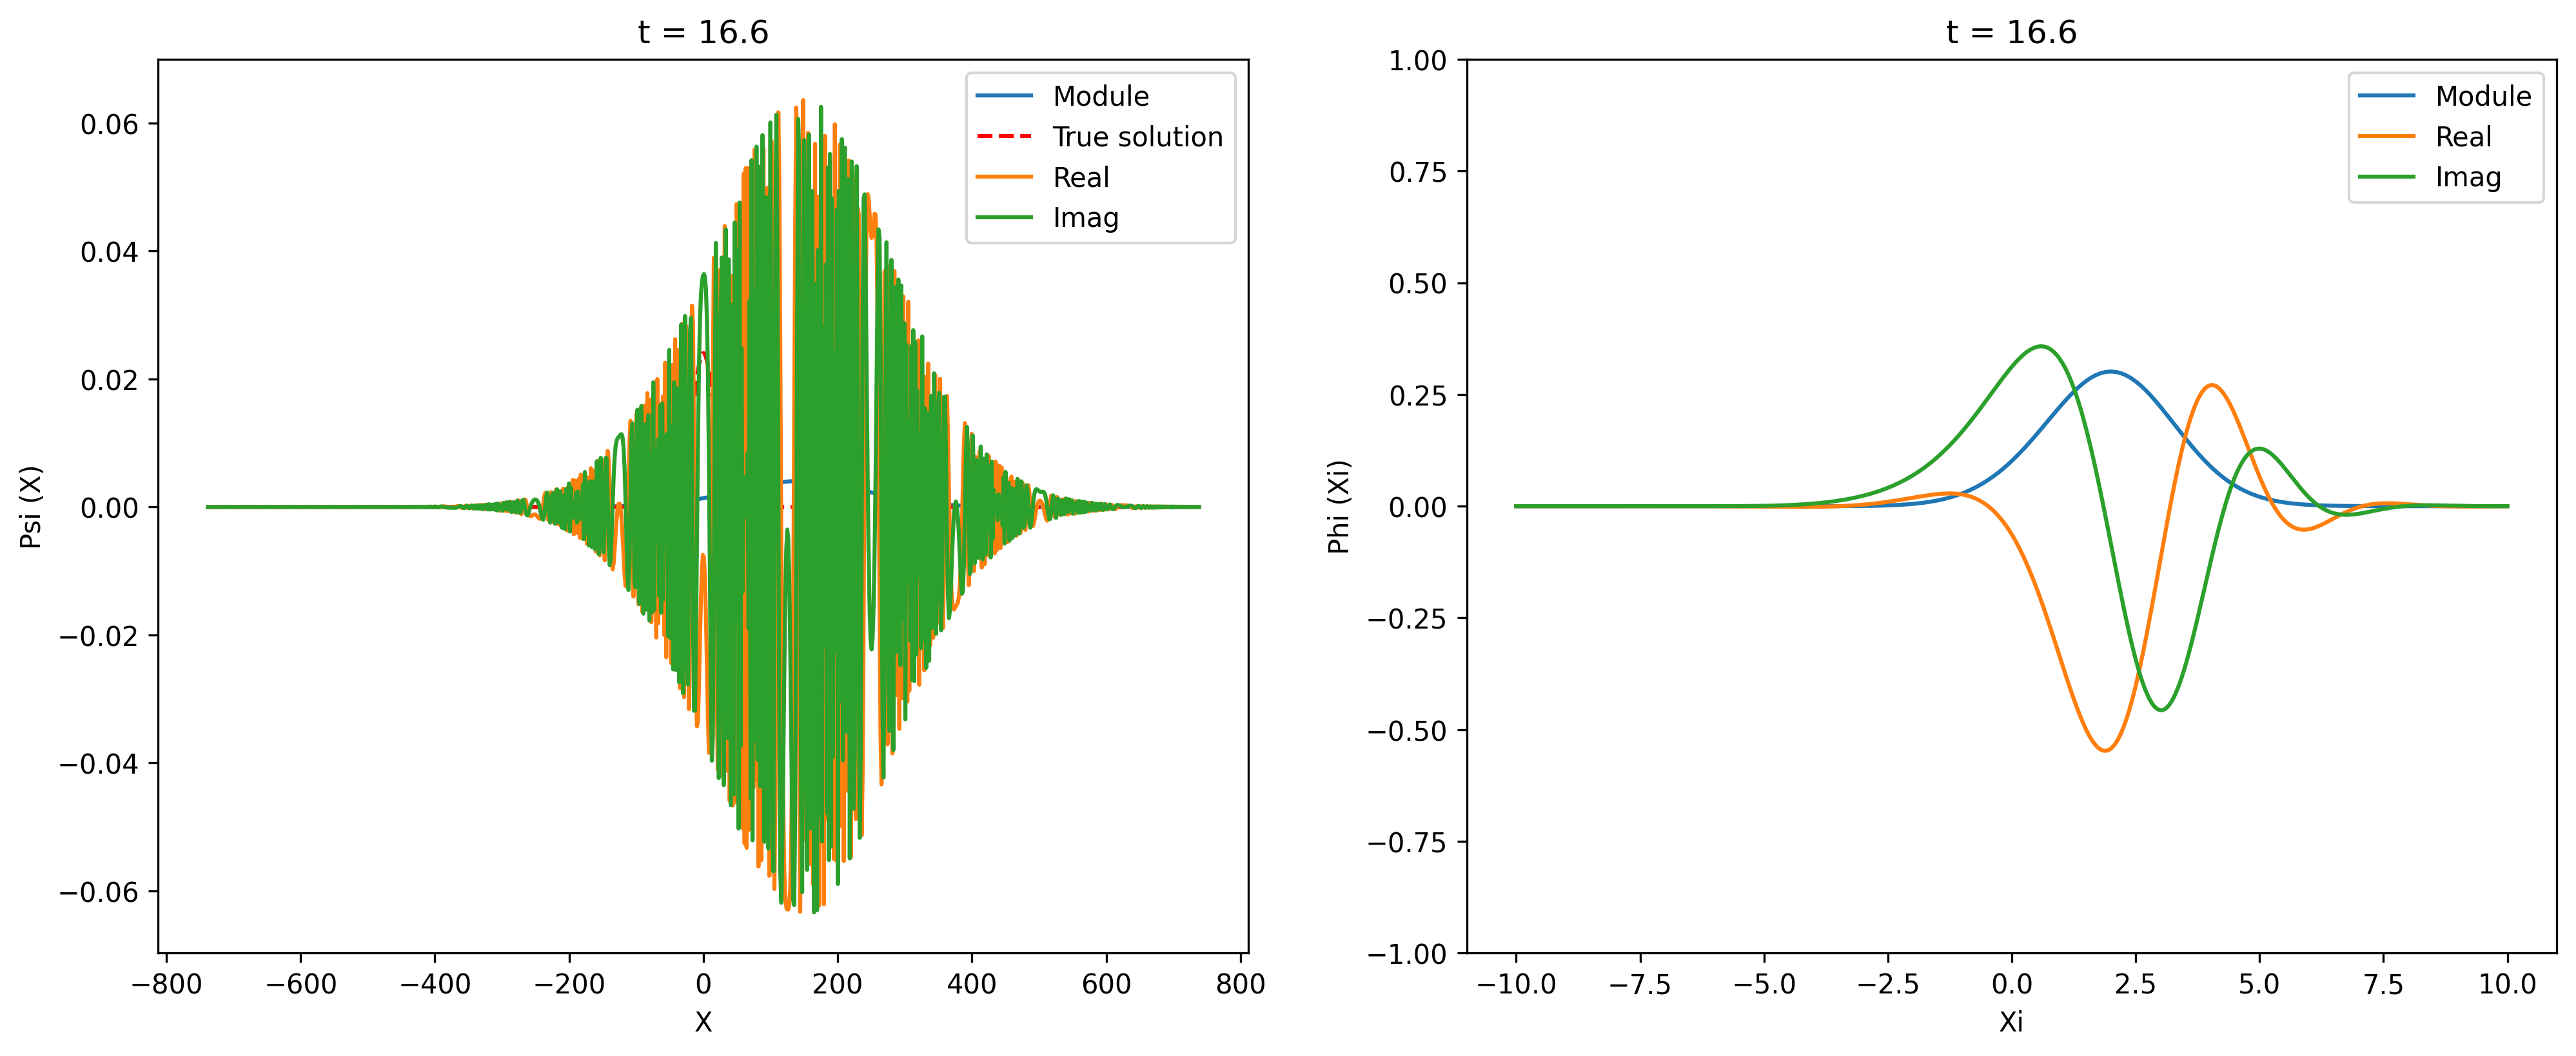 t = 16.6
Psi (X)
0.06
0.04
0.02
0.00
−0.02
−0.04
−0.06
Module
True solution
Real
Imag
−800
−600
−400
−200
0
200
400
600
800
X
t = 16.6
Phi (Xi)
1.00
0.75
0.50
0.25
0.00
−0.25
−0.50
−0.75
−1.00
Module
Real
Imag
−10.0
−7.5
−5.0
−2.5
0.0
2.5
5.0
7.5
10.0
Xi